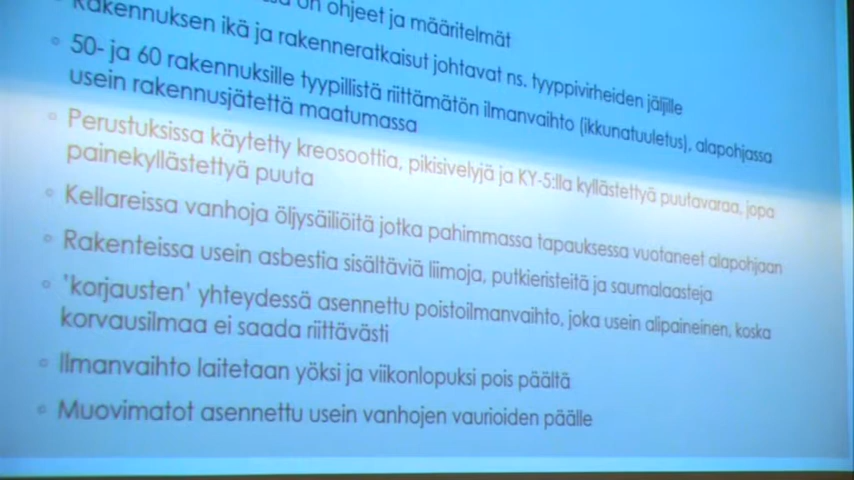 on ohjeet ja määritelmät
Rakennuksen ikä ja rakenneratkaisut johtavat ns. tyyppivirheiden jäljille
50- ja 60 rakennuksille tyypillistä riittämätön ilmanvaihto (ikkunatuuletus), alapohjassa
usein rakennusjätettä maatumassa
Perustuksissa käytetty kreosoottia, pikisivelyjä ja KY-5:lla kyllästettyä puutavaraa, jopa
painekyllästettyä puuta
Kellareissa vanhoja öljysäiliöitä jotka pahimmassa tapauksessa vuotaneet alapohjaan
Rakenteissa usein asbestia sisältäviä liimoja, putkieristeitä ja saumalaasteja
'korjausten' yhteydessä asennettu poistoilmanvaihto, joka usein alipaineinen, koska
korvausilmaa ei saada riittävästi
Ilmanvaihto laitetaan yöksi ja viikonlopuksi pois päältä
Muovimatot asennettu usein vanhojen vaurioiden päälle